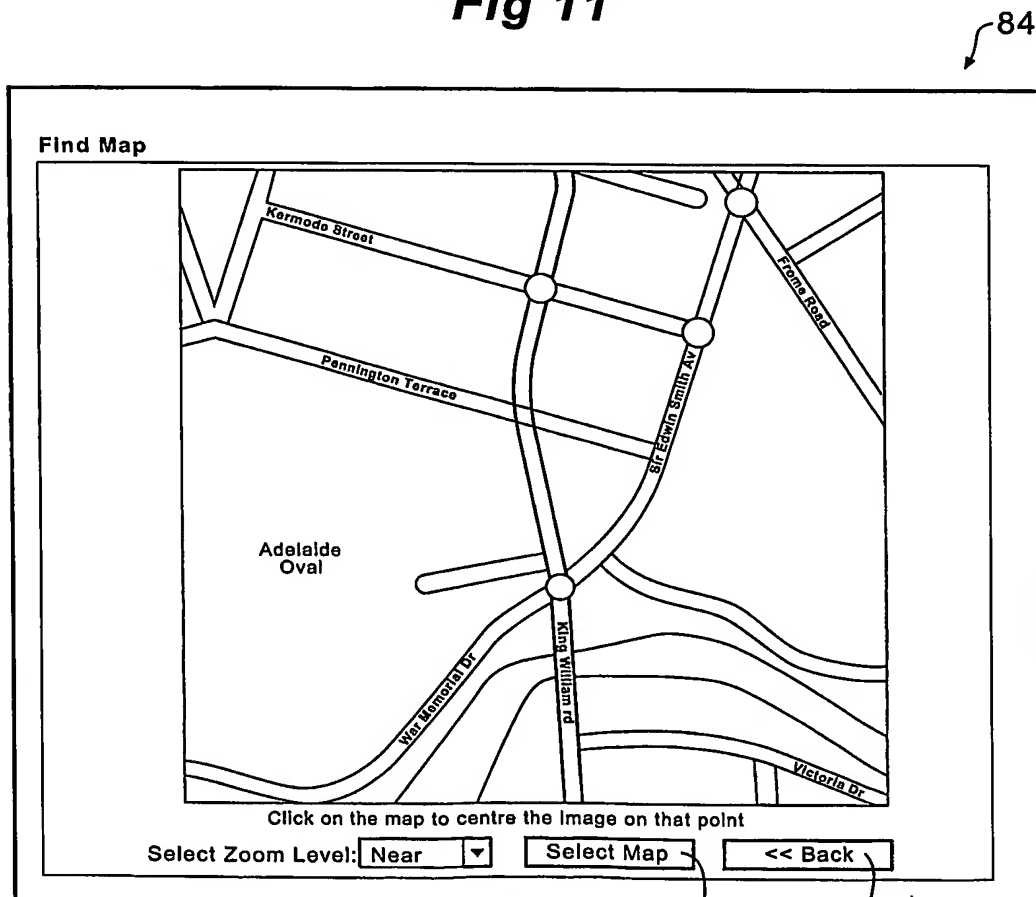 Fig 11
84
Find Map
Kermode Street
Frome Road
Pennington Terrace
Sir Edwin Smith Av
Adelaide
Oval
King William rd
War Memorial Dr
Victoria Dr
Click on the map to centre the image on that point
Select Zoom Level: Near
Select Map
<< Back